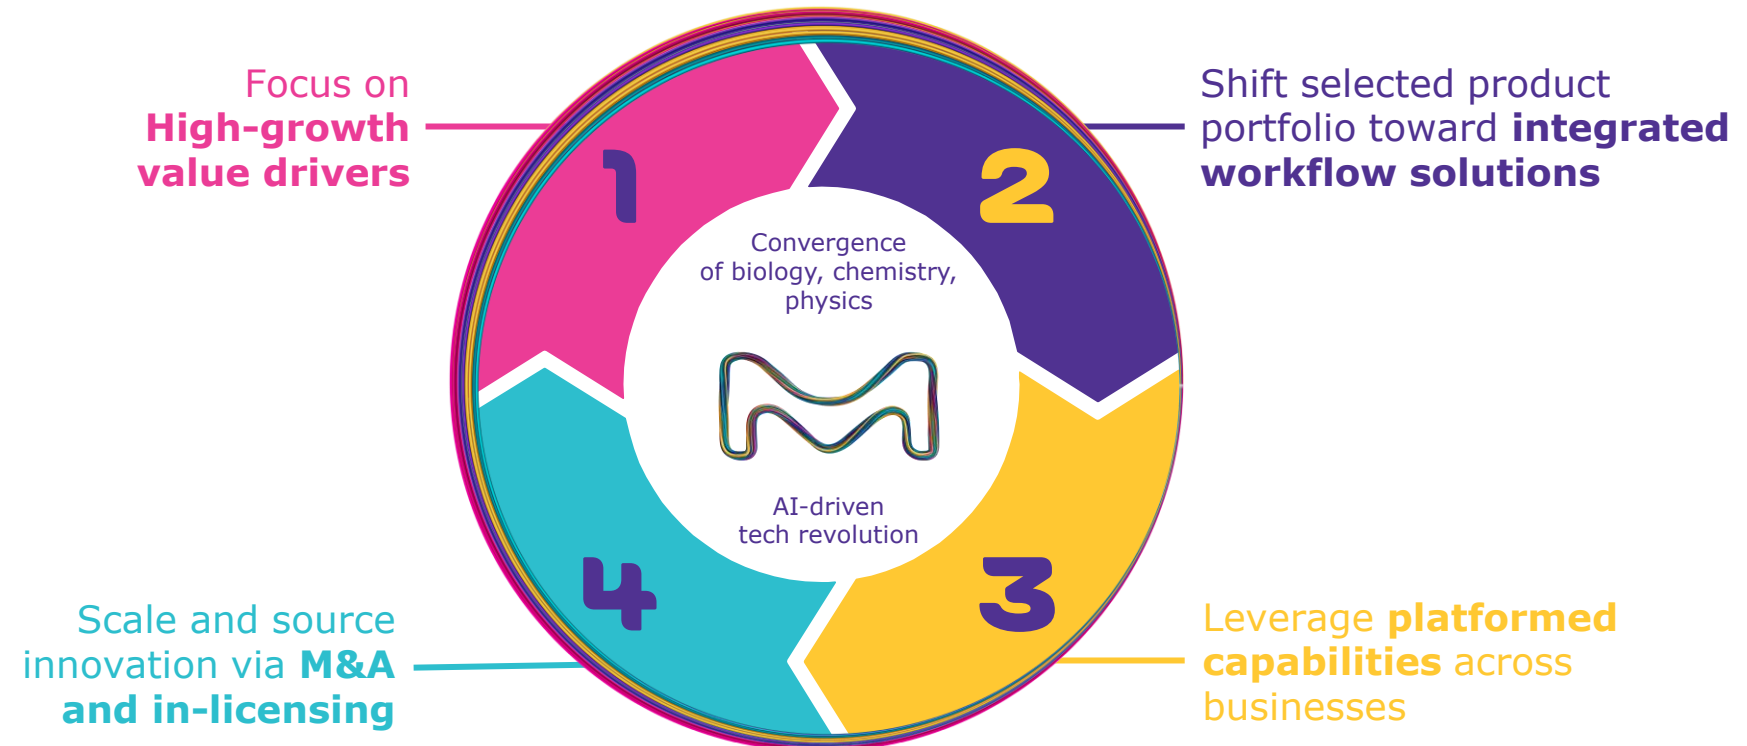 Focus on
High-growth
value drivers
1
2
Shift selected product
portfolio toward integrated
workflow solutions
Convergence
of biology, chemistry,
physics
AI-driven
tech revolution
3
Leverage platformed
capabilities across
businesses
4
Scale and source
innovation via M&A
and in-licensing